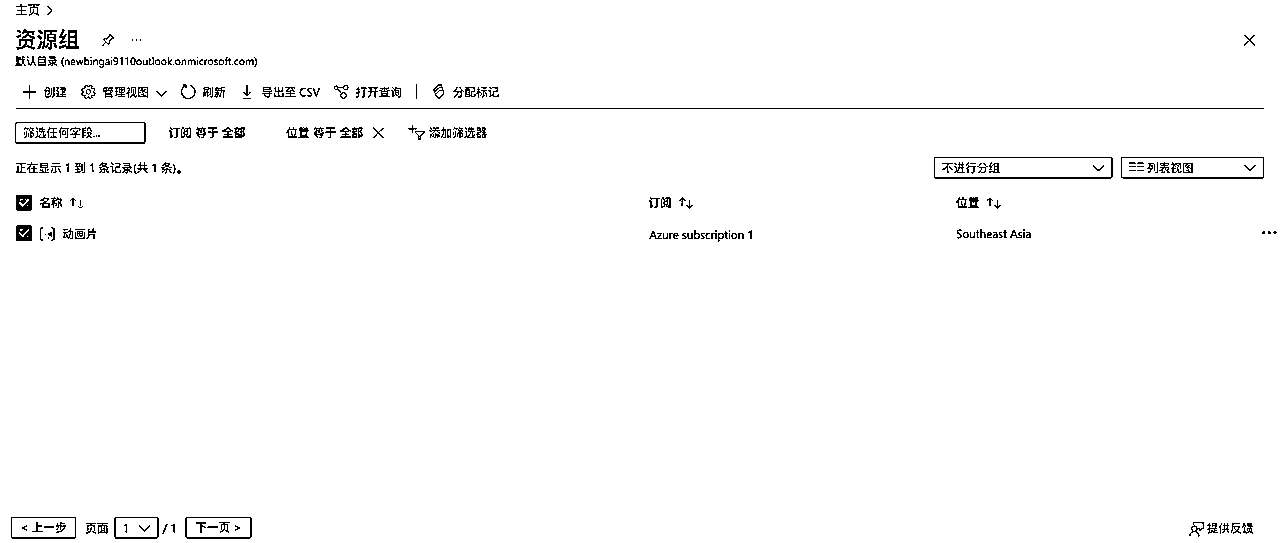 主页
资源组 ...
默认目录 (newbingai9110outlook.onmicrosoft.com)
创建 管理视图 刷新 导出至 CSV 打开查询 分配标记
筛选任何字段... 订阅 等于 全部 位置 等于 全部 添加筛选器
正在显示 1 到 1 条记录(共 1 条)。 不进行分组 列表视图
名称 ↑↓ 订阅 ↑↓ 位置 ↑↓
动画片 Azure subscription 1 Southeast Asia ...
< 上一步 页面 1 / 1 下一页 > 提供反馈